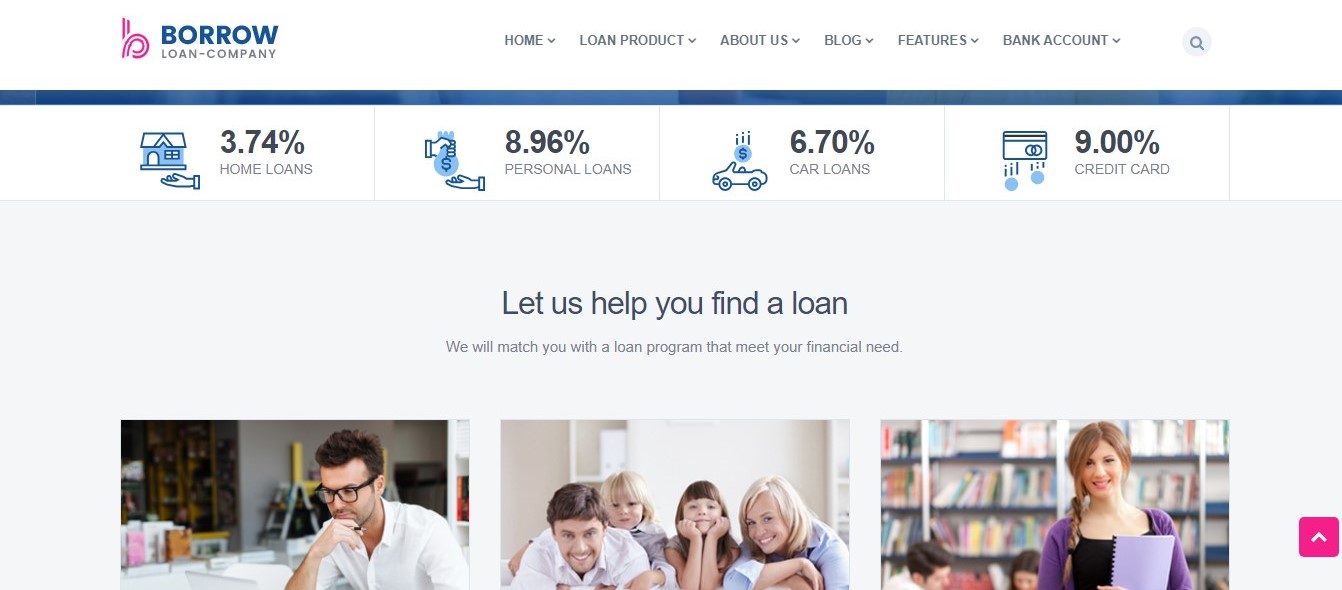 BORROW
LOAN-COMPANY
HOME
LOAN PRODUCT
ABOUT US
BLOG
FEATURES
BANK ACCOUNT
3.74%
HOME LOANS
8.96%
PERSONAL LOANS
6.70%
CAR LOANS
9.00%
CREDIT CARD
Let us help you find a loan
We will match you with a loan program that meet your financial need.